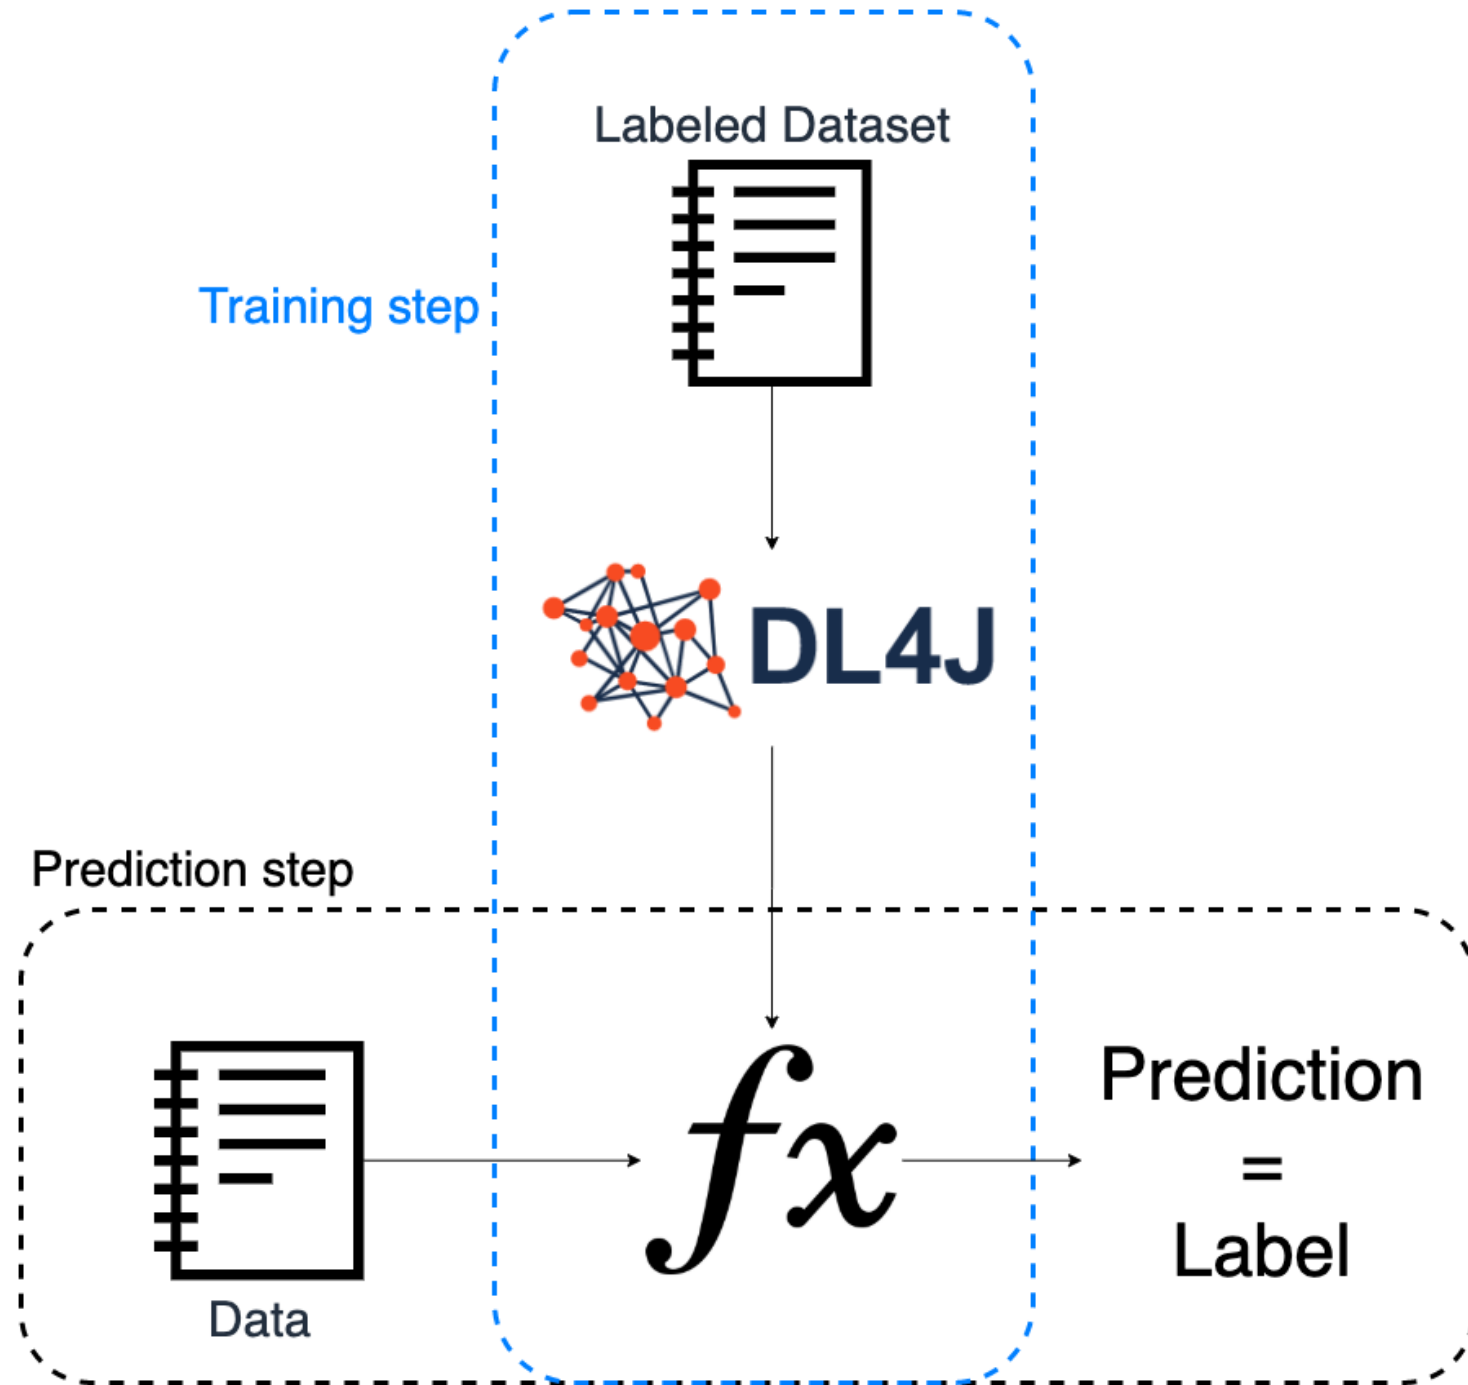 Labeled Dataset
Training step
DL4J
Prediction step
fx
Prediction
=
Label
Data